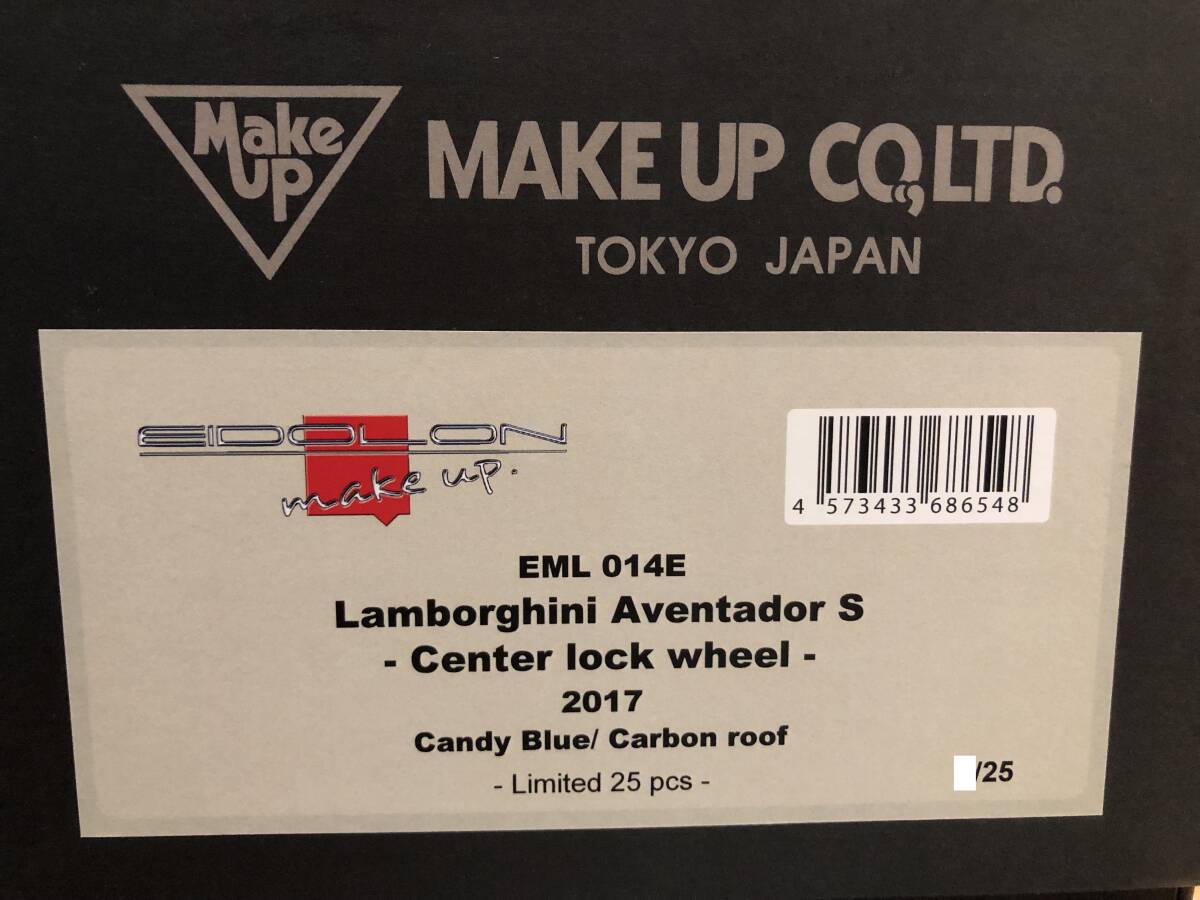 Make
UP
MAKE UP CO., LTD.
TOKYO JAPAN
EIDOLON
make up.
4 573433 686548
EML 014E
Lamborghini Aventador S
- Center lock wheel -
2017
Candy Blue/ Carbon roof
- Limited 25 pcs -
/25